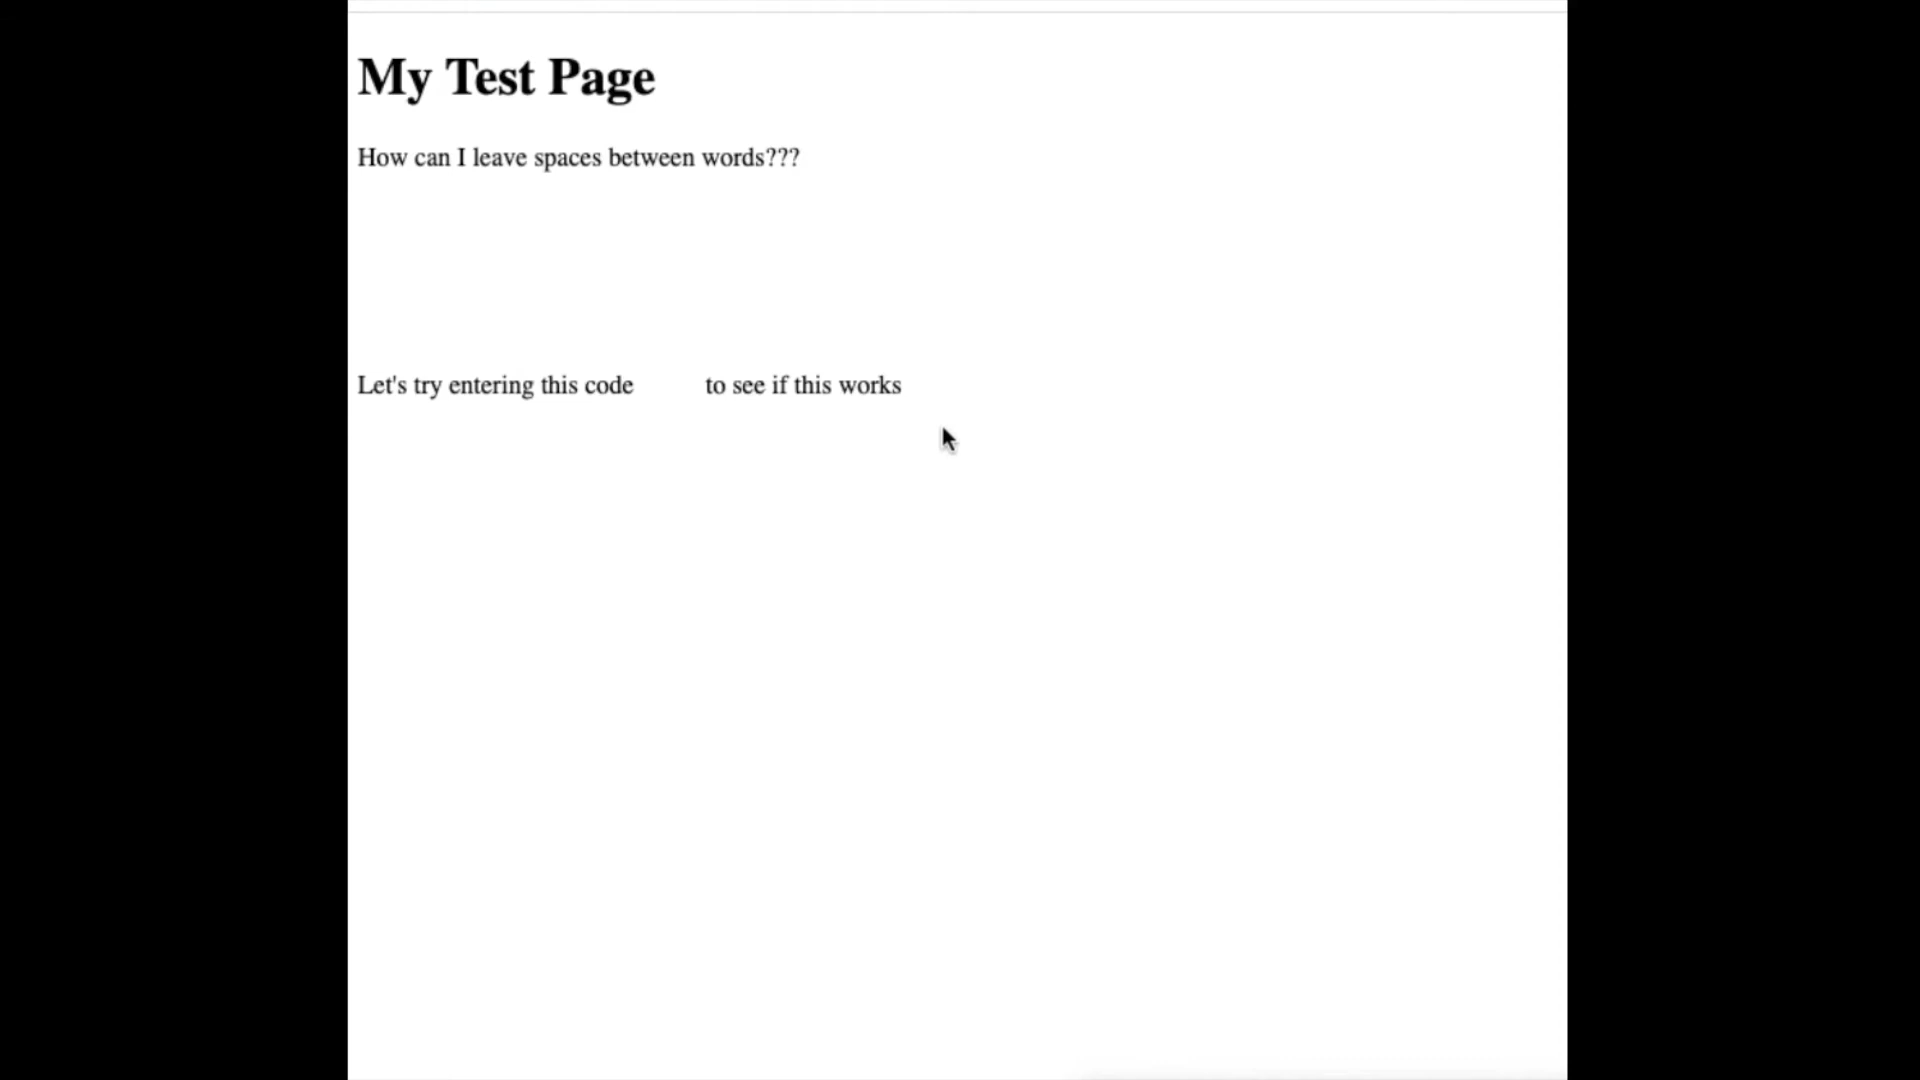 My Test Page
How can I leave spaces between words???
Let's try entering this code to see if this works